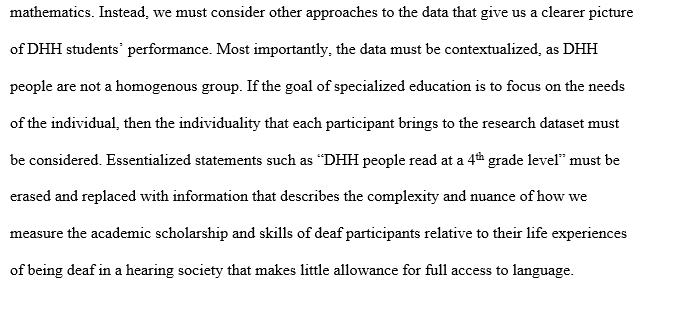 mathematics. Instead, we must consider other approaches to the data that give us a clearer picture
of DHH students’ performance. Most importantly, the data must be contextualized, as DHH
people are not a homogenous group. If the goal of specialized education is to focus on the needs
of the individual, then the individuality that each participant brings to the research dataset must
be considered. Essentialized statements such as “DHH people read at a 4th grade level” must be
erased and replaced with information that describes the complexity and nuance of how we
measure the academic scholarship and skills of deaf participants relative to their life experiences
of being deaf in a hearing society that makes little allowance for full access to language.